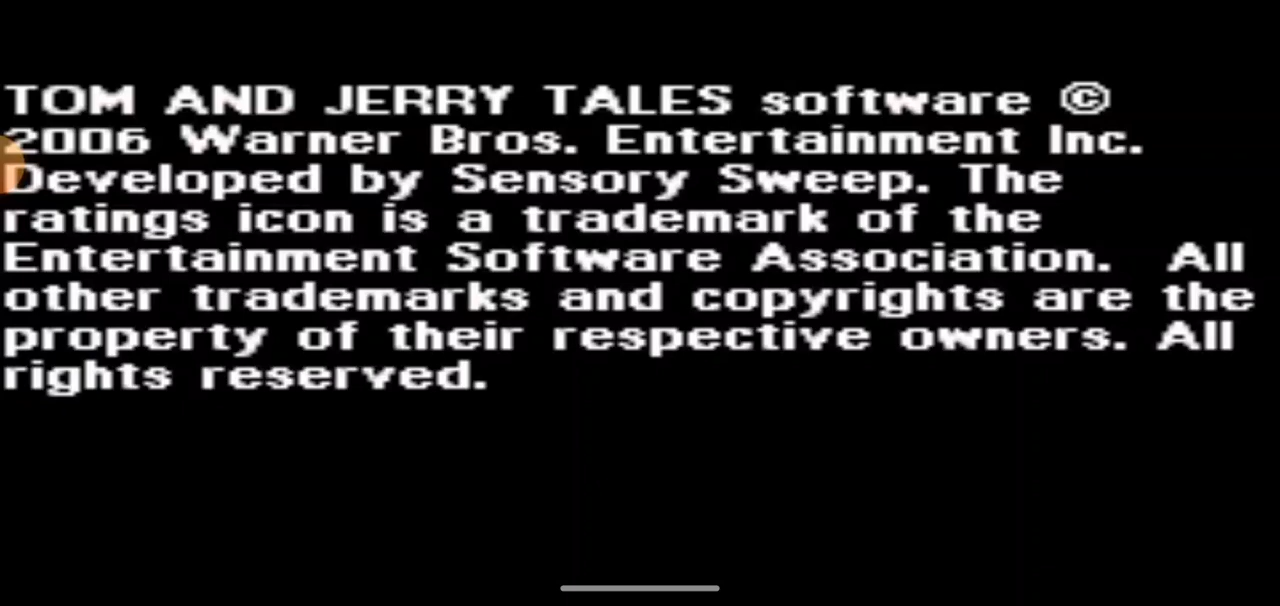 TOM AND JERRY TALES software ©
2006 Warner Bros. Entertainment Inc.
Developed by Sensory Sweep. The
ratings icon is a trademark of the
Entertainment Software Association.  All
other trademarks and copyrights are the
property of their respective owners. All
rights reserved.